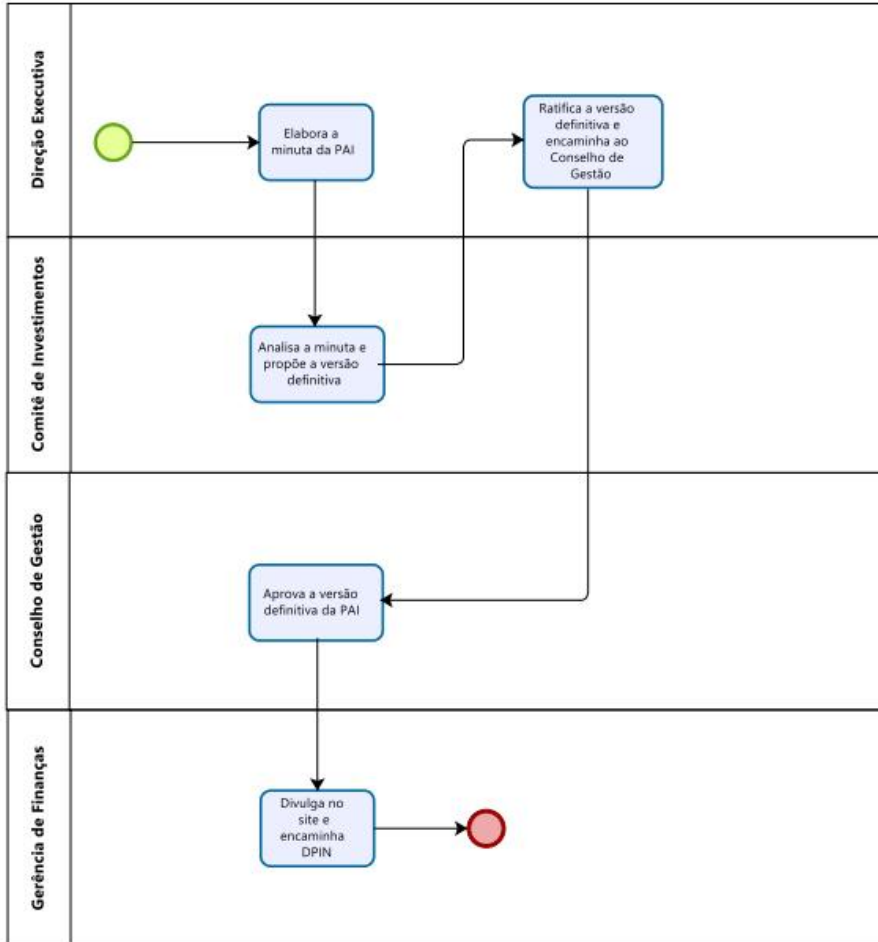 Direção Executiva
Elabora a
minuta da PAI
Ratifica a versão
definitiva e
encaminha ao
Conselho de
Gestão
Comitê de Investimentos
Analisa a minuta e
propõe a versão
definitiva
Conselho de Gestão
Aprova a versão
definitiva da PAI
Gerência de Finanças
Divulga no
site e
encaminha
DPIN